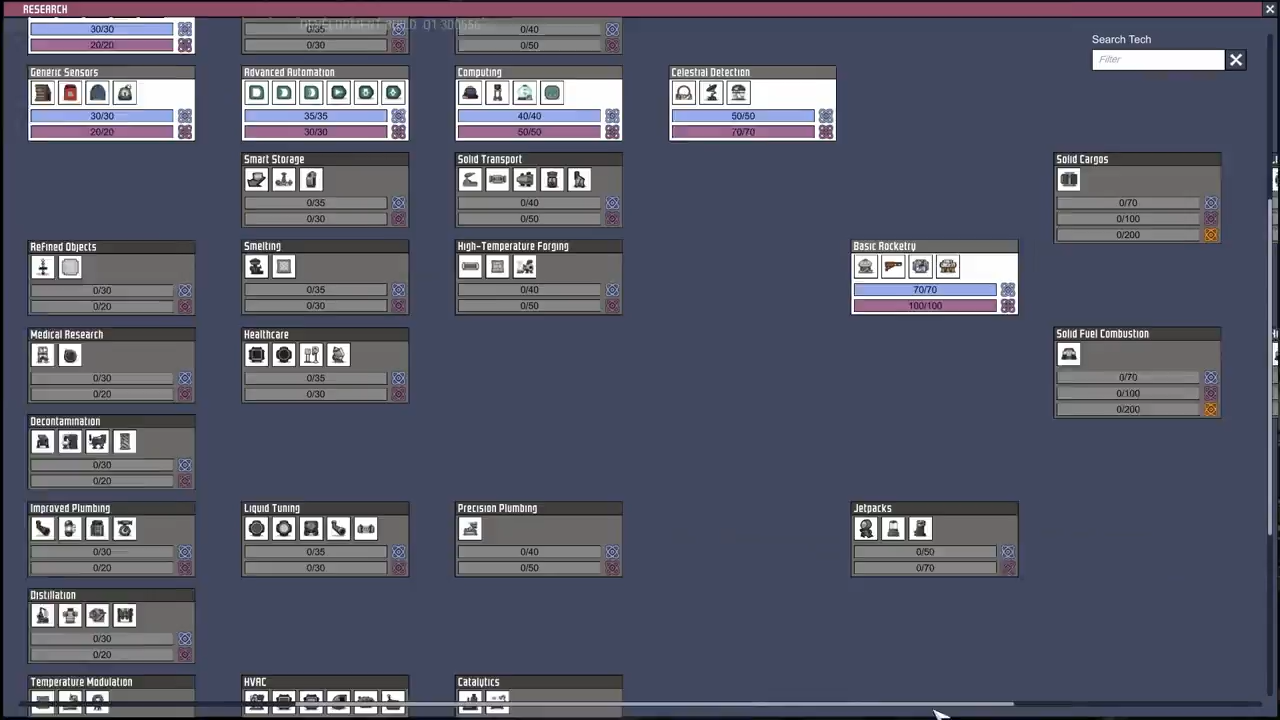 RESEARCH
DEVELOPMENT BUILD
30/30
20/20
0/35
0/30
0/40
0/50
Search Tech
Filter
Generic Sensors
30/30
20/20
Advanced Automation
35/35
30/30
Computing
40/40
50/50
Celestial Detection
50/50
70/70
Smart Storage
0/35
0/30
Solid Transport
0/40
0/50
Solid Cargos
0/70
0/100
0/200
Refined Objects
0/30
0/20
Smelting
0/35
0/30
High-Temperature Forging
0/40
0/50
Basic Rocketry
70/70
100/100
Medical Research
0/30
0/20
Healthcare
0/35
0/30
Solid Fuel Combustion
0/70
0/100
0/200
Decontamination
0/30
0/20
Improved Plumbing
0/30
0/20
Liquid Tuning
0/35
0/30
Precision Plumbing
0/40
0/50
Jetpacks
0/50
0/70
Distillation
0/30
0/20
Temperature Modulation
HVAC
Catalytics